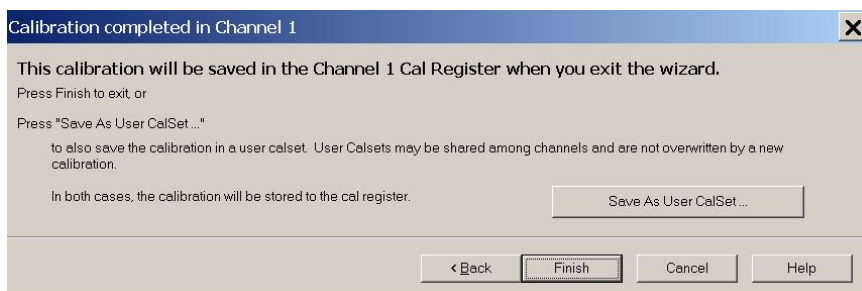 Calibration completed in Channel 1
This calibration will be saved in the Channel 1 Cal Register when you exit the wizard.
Press Finish to exit, or
Press "Save As User CalSet ..."
to also save the calibration in a user calset. User Calsets may be shared among channels and are not overwritten by a new
calibration.
In both cases, the calibration will be stored to the cal register.
Save As User CalSet ...
< Back
Finish
Cancel
Help